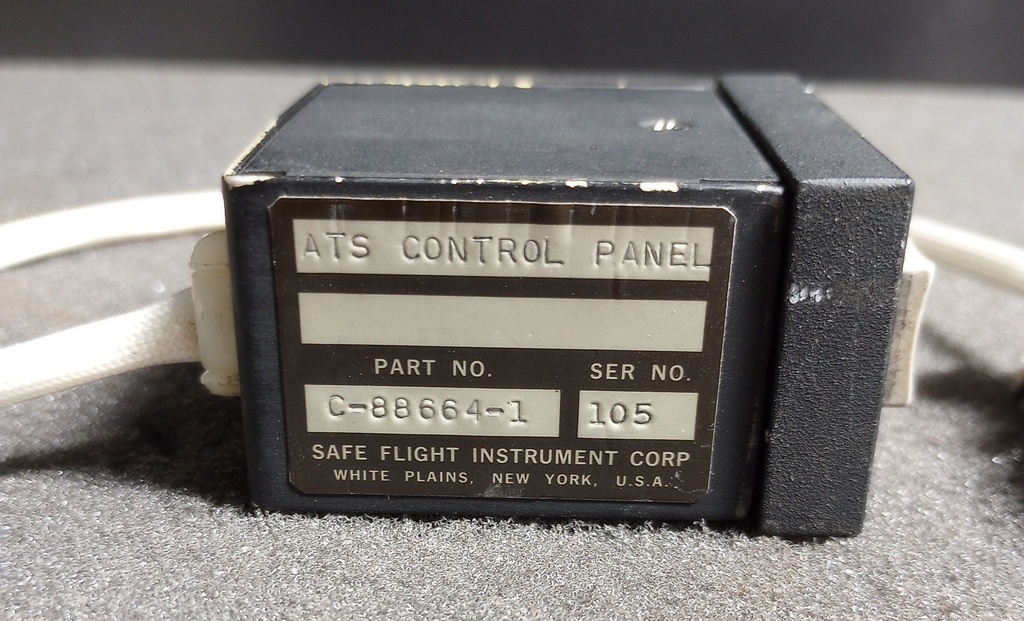 ATS CONTROL PANEL
PART NO. SER NO.
C-88664-1 105
SAFE FLIGHT INSTRUMENT CORP
WHITE PLAINS, NEW YORK, U.S.A.